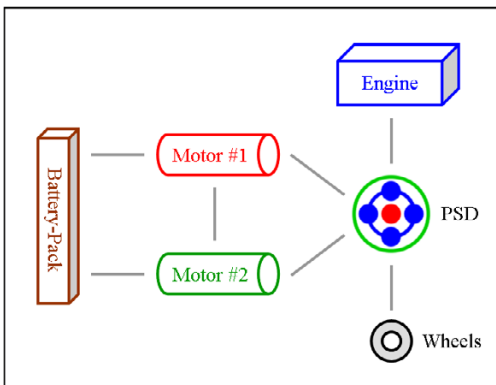 Engine
Motor #1
Battery-Pack
PSD
Motor #2
Wheels